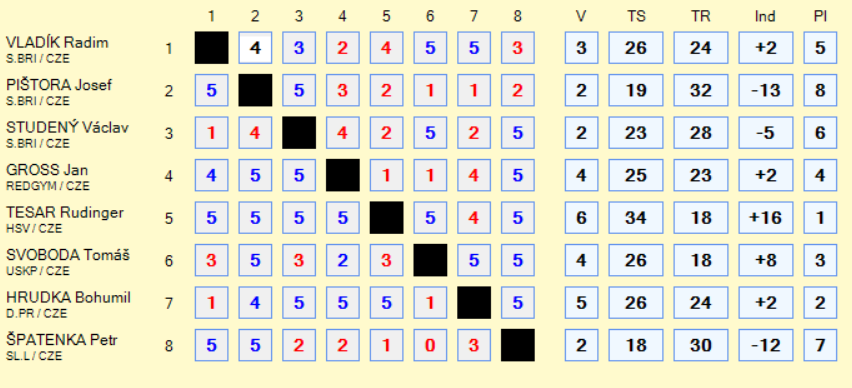 1 2 3 4 5 6 7 8 V TS TR Ind Pl
VLADÍK Radim 1 4 3 2 4 5 5 3 3 26 24 +2 5
S.BRI / CZE
PIŠTORA Josef 2 5 5 3 2 1 1 2 2 19 32 -13 8
S.BRI / CZE
STUDENÝ Václav 3 1 4 4 2 5 2 5 2 23 28 -5 6
S.BRI / CZE
GROSS Jan 4 4 5 5 1 1 4 5 4 25 23 +2 4
REDGYM / CZE
TESAR Rudinger 5 5 5 5 5 5 4 5 6 34 18 +16 1
HSV / CZE
SVOBODA Tomáš 6 3 5 3 2 3 5 5 4 26 18 +8 3
USKP / CZE
HRUDKA Bohumil 7 1 4 5 5 5 1 5 5 26 24 +2 2
D.PR / CZE
ŠPATENKA Petr 8 5 5 2 2 1 0 3 2 18 30 -12 7
SL.L / CZE